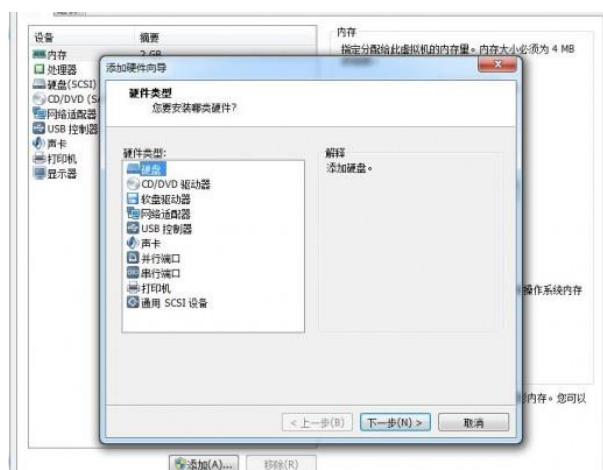 设备
摘要
内存
2 GB
处理器
硬盘(SCSI)
CD/DVD (S
网络适配器
USB 控制器
声卡
打印机
显示器
内存
指定分配给此虚拟机的内存量。内存大小必须为 4 MB
添加硬件向导
硬件类型
您要安装哪类硬件?
硬件类型:
硬盘
CD/DVD 驱动器
软盘驱动器
网络适配器
USB 控制器
声卡
并行端口
串行端口
打印机
通用 SCSI 设备
解释
添加硬盘。
操作系统内存
内存。您可以
< 上一步(B)
下一步(N) >
取消
添加(A)...
移除(R)